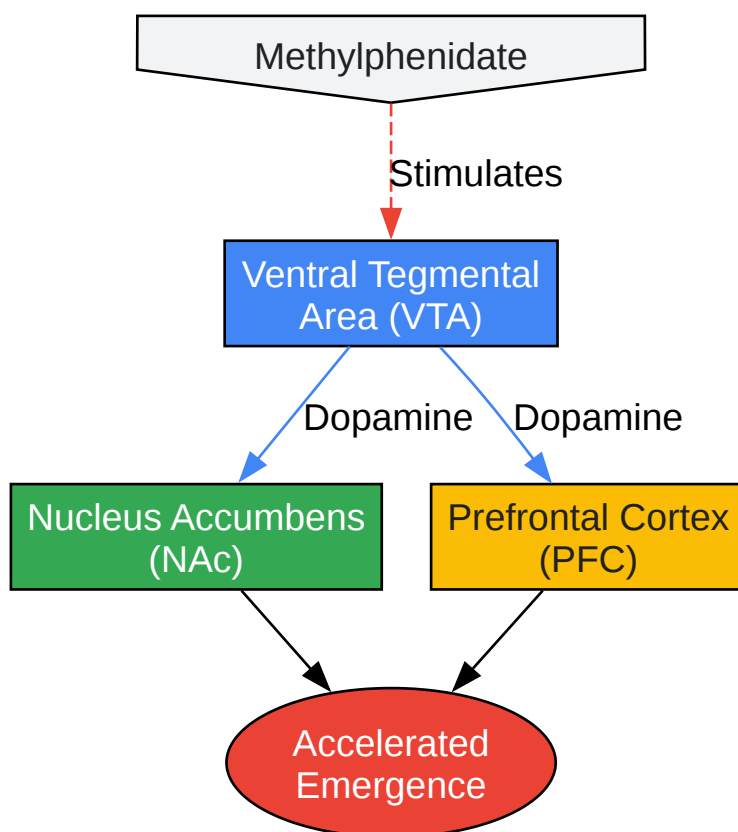 Methylphenidate
Stimulates
Ventral Tegmental
Area (VTA)
Dopamine
Dopamine
Nucleus Accumbens
(NAc)
Prefrontal Cortex
(PFC)
Accelerated
Emergence